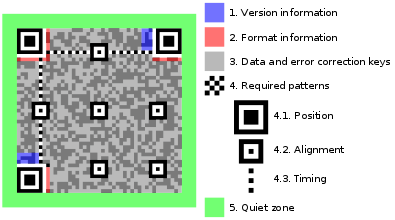 1. Version information
2. Format information
3. Data and error correction keys
4. Required patterns
4.1. Position
4.2. Alignment
4.3. Timing
5. Quiet zone